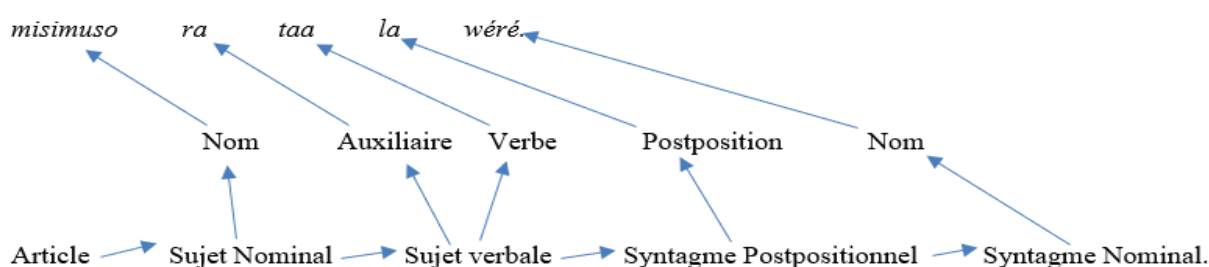 misimuso ra taa la wéré.
Nom Auxiliaire Verbe Postposition Nom
Article Sujet Nominal Sujet verbale Syntagme Postpositionnel Syntagme Nominal.